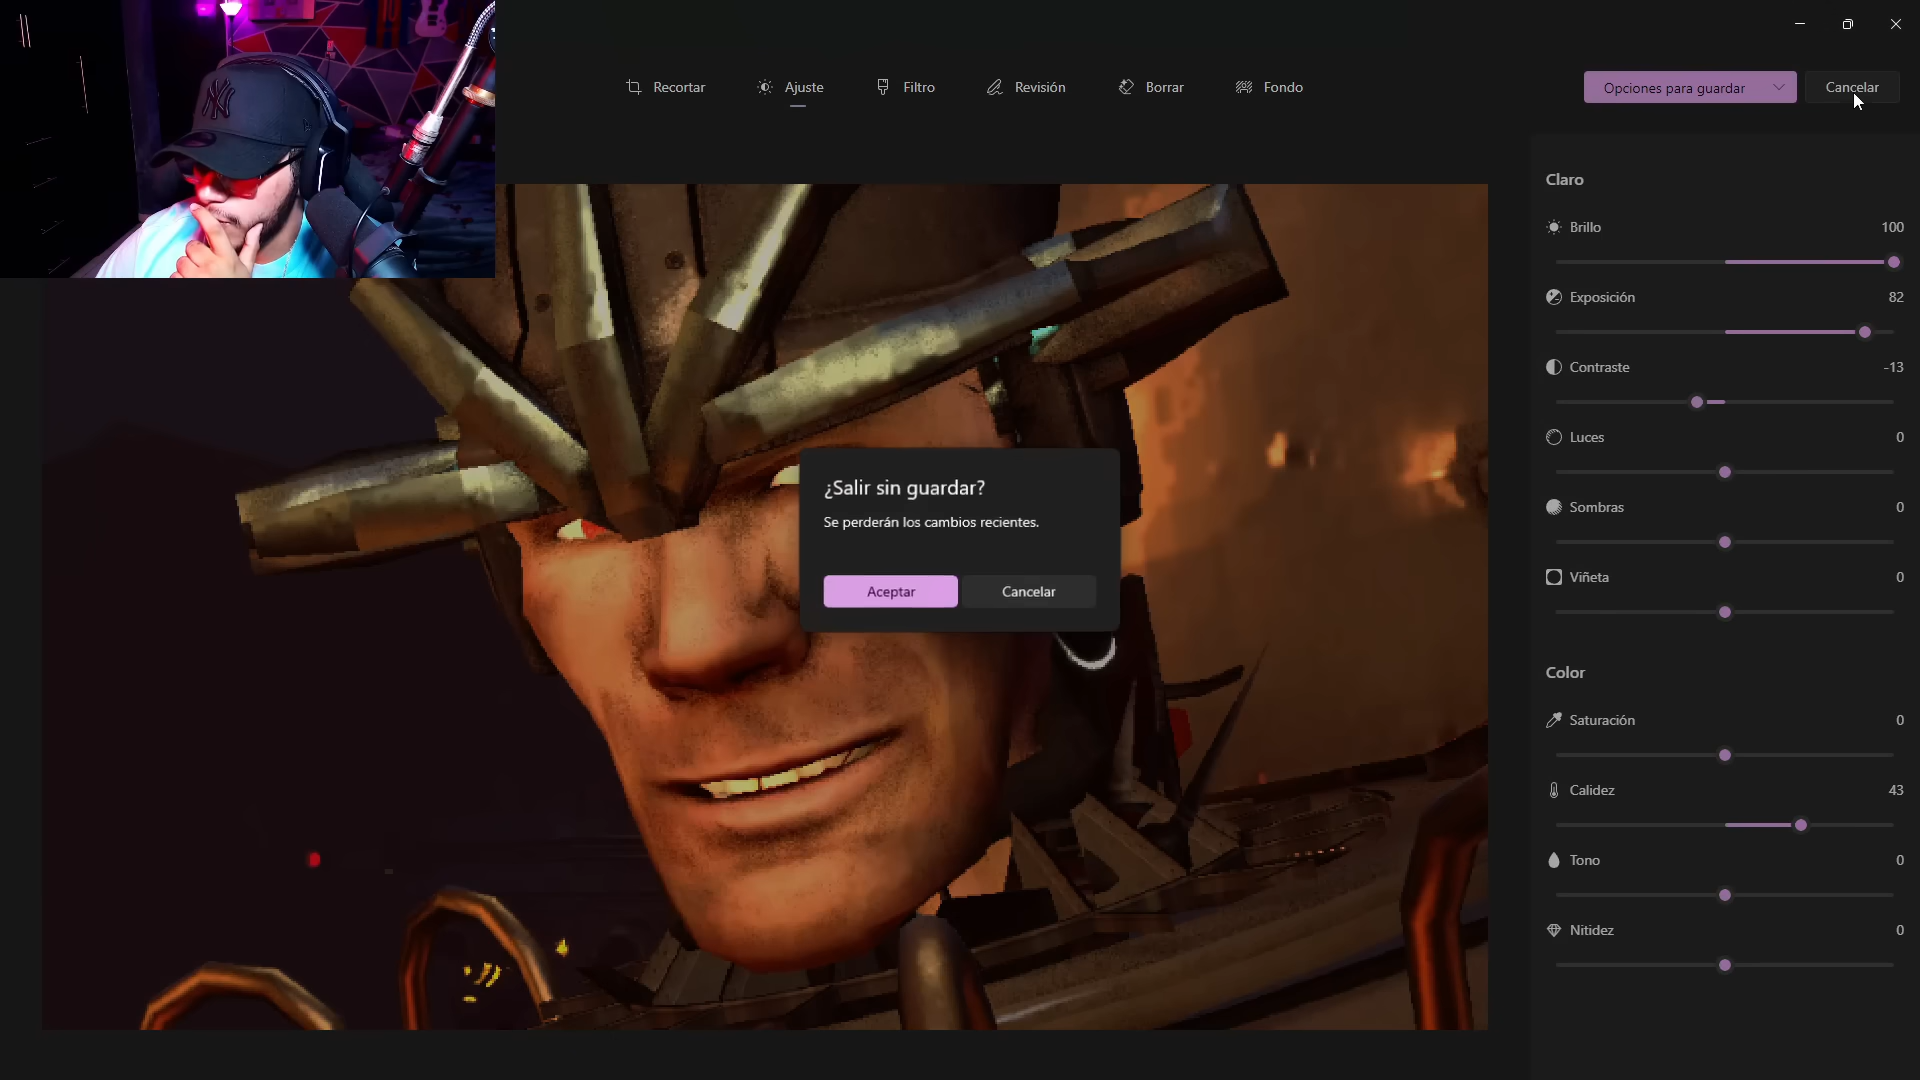 NY
Recortar
Ajuste
Filtro
Revisión
Borrar
Fondo
Opciones para guardar
Cancelar
Claro
Brillo 100
Exposición 82
Contraste -13
Luces 0
Sombras 0
Viñeta 0
Color
Saturación 0
Calidez 43
Tono 0
Nitidez 0
¿Salir sin guardar?
Se perderán los cambios recientes.
Aceptar
Cancelar